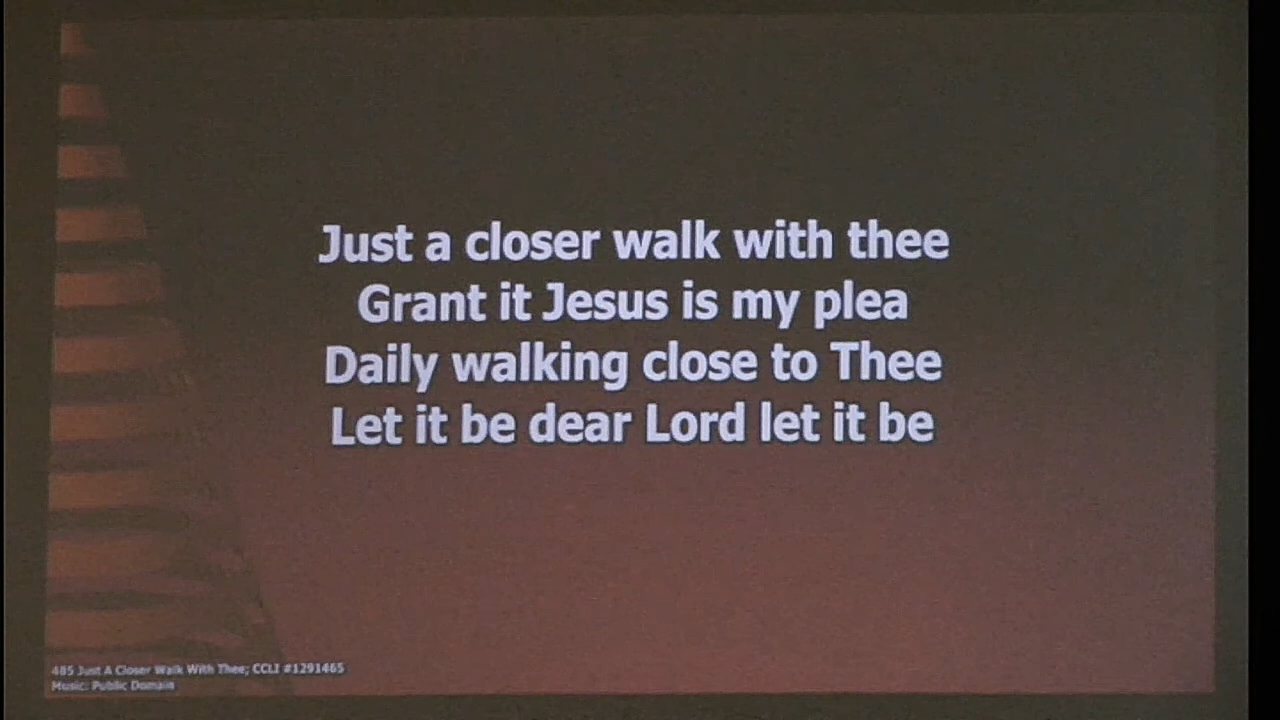 Just a closer walk with thee
Grant it Jesus is my plea
Daily walking close to Thee
Let it be dear Lord let it be
485 Just A Closer Walk With Thee; CCLI #1291465
Music: Public Domain